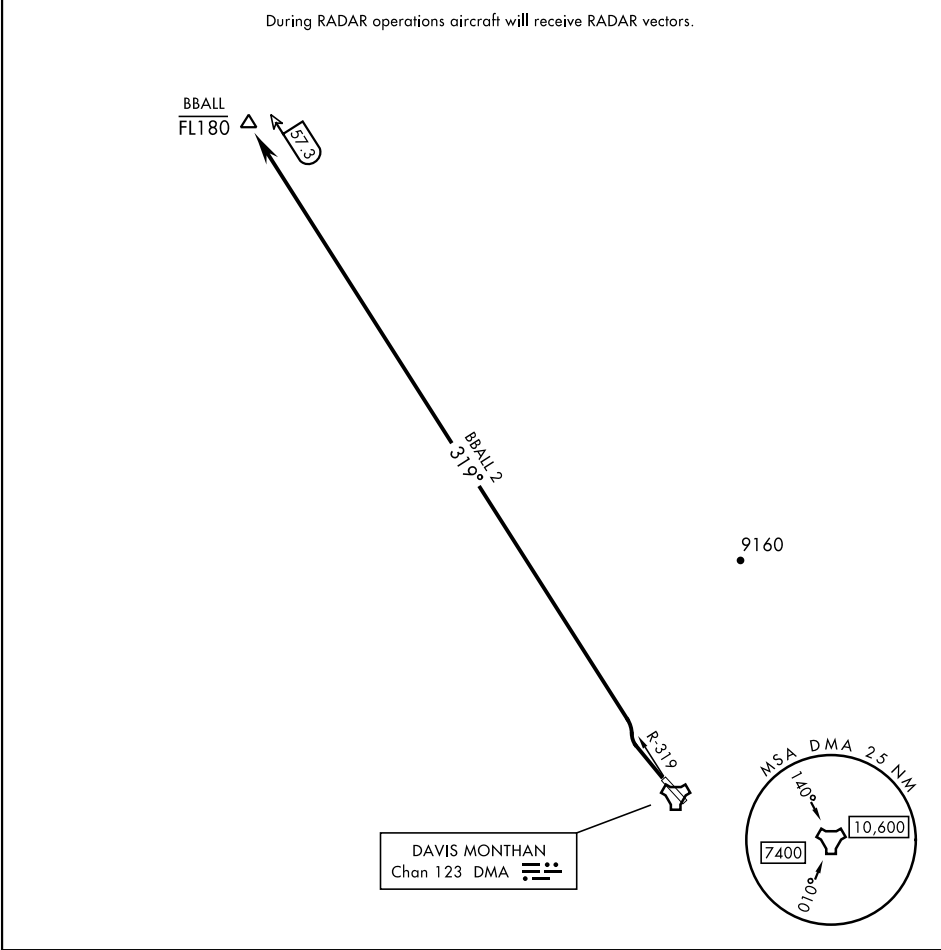 During RADAR operations aircraft will receive RADAR vectors.
BBALL
FL180
57.3
BBALL 2
319°
9160
R-319
MSA DMA 25 NM
140°
10,600
7400
010°
DAVIS MONTHAN
Chan 123 DMA